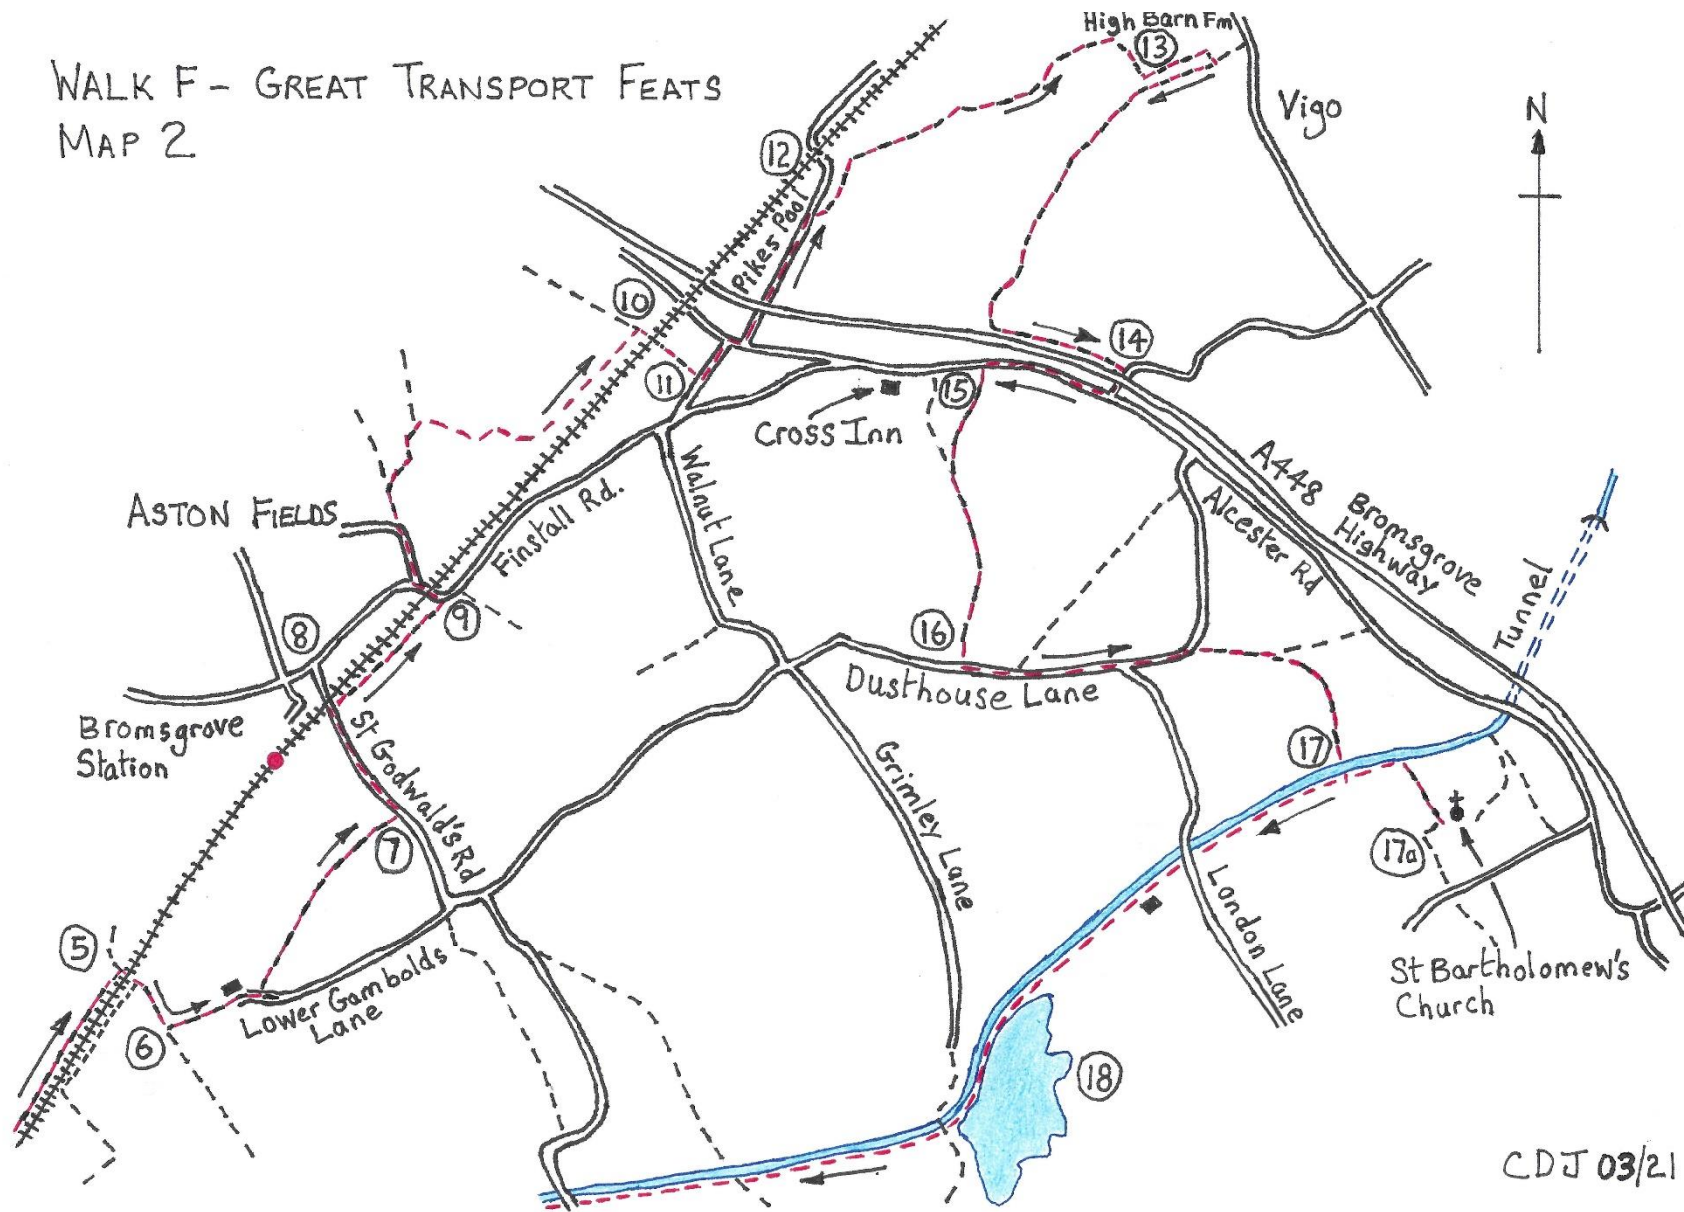 WALK F - GREAT TRANSPORT FEATS
MAP 2
High Barn Fm
13
Vigo
N
12
Pikes Pool
10
11
14
15
Cross Inn
A448 Bromsgrove
Highway
ASTON FIELDS
Finstall Rd.
Walnut Lane
Alcester Rd
Tunnel
9
8
16
Dusthouse Lane
Bromsgrove
Station
St Godwald's Rd
7
17
Grimley Lane
17a
London Lane
5
6
Lower Gambolds
Lane
St Bartholomew's
Church
18
CDJ 03/21